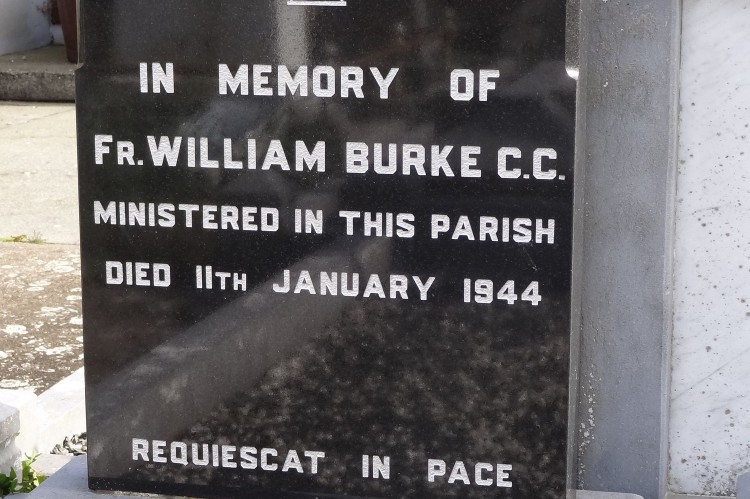 IN MEMORY OF
FR. WILLIAM BURKE C.C.
MINISTERED IN THIS PARISH
DIED 11TH JANUARY 1944
REQUIESCAT IN PACE